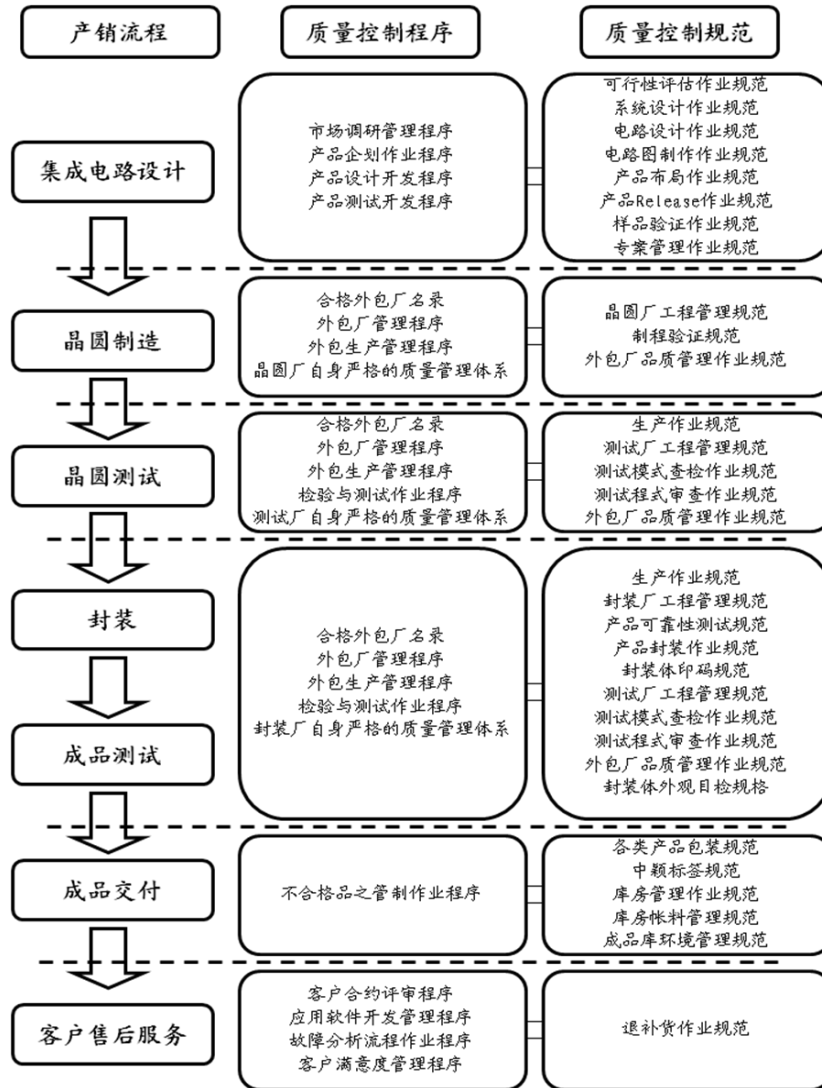 产销流程
质量控制程序
质量控制规范
集成电路设计
市场调研管理程序
产品企划作业程序
产品设计开发程序
产品测试开发程序
可行性评估作业规范
系统设计作业规范
电路设计作业规范
电路图制作作业规范
产品布局作业规范
产品Release作业规范
样品验证作业规范
专案管理作业规范
晶圆制造
合格外包厂名录
外包厂管理程序
外包生产管理程序
晶圆厂自身严格的质量管理体系
晶圆厂工程管理规范
制程验证规范
外包厂品质管理作业规范
晶圆测试
合格外包厂名录
外包厂管理程序
外包生产管理程序
检验与测试作业程序
测试厂自身严格的质量管理体系
生产作业规范
测试厂工程管理规范
测试模式查检作业规范
测试程式审查作业规范
外包厂品质管理作业规范
封装
成品测试
合格外包厂名录
外包厂管理程序
外包生产管理程序
检验与测试作业程序
封装厂自身严格的质量管理体系
生产作业规范
封装厂工程管理规范
产品可靠性测试规范
产品封装作业规范
封装体印码规范
测试厂工程管理规范
测试模式查检作业规范
测试程式审查作业规范
外包厂品质管理作业规范
封装体外观目检规格
成品交付
不合格品之管制作业程序
各类产品包装规范
中颖标签规范
库房管理作业规范
库房帐料管理规范
成品库环境管理规范
客户售后服务
客户合约评审程序
应用软件开发管理程序
故障分析流程作业程序
客户满意度管理程序
退补货作业规范